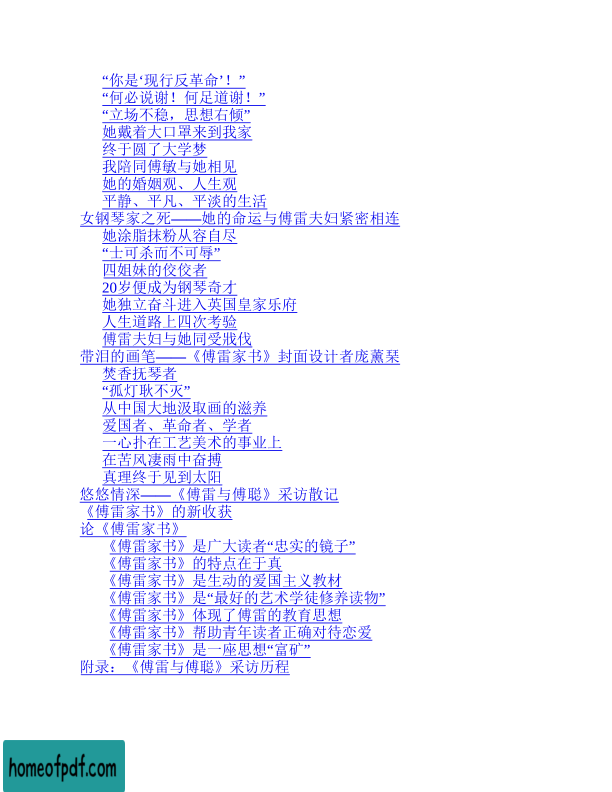 “你是‘现行反革命’！”
“何必说谢！何足道谢！”
“立场不稳，思想右倾”
她戴着大口罩来到我家
终于圆了大学梦
我陪同傅敏与她相见
她的婚姻观、人生观
平静、平凡、平淡的生活
女钢琴家之死——她的命运与傅雷夫妇紧密相连
她涂脂抹粉从容自尽
“士可杀而不可辱”
四姐妹的佼佼者
20岁便成为钢琴奇才
她独立奋斗进入英国皇家乐府
人生道路上四次考验
傅雷夫妇与她同受戕伐
带泪的画笔——《傅雷家书》封面设计者庞薰琹
焚香抚琴者
“孤灯耿不灭”
从中国大地汲取画的滋养
爱国者、革命者、学者
一心扑在工艺美术的事业上
在苦风凄雨中奋搏
真理终于见到太阳
悠悠情深——《傅雷与傅聪》采访散记
《傅雷家书》的新收获
论《傅雷家书》
《傅雷家书》是广大读者“忠实的镜子”
《傅雷家书》的特点在于真
《傅雷家书》是生动的爱国主义教材
《傅雷家书》是“最好的艺术学徒修养读物”
《傅雷家书》体现了傅雷的教育思想
《傅雷家书》帮助青年读者正确对待恋爱
《傅雷家书》是一座思想“富矿”
附录：《傅雷与傅聪》采访历程
homeofpdf.com